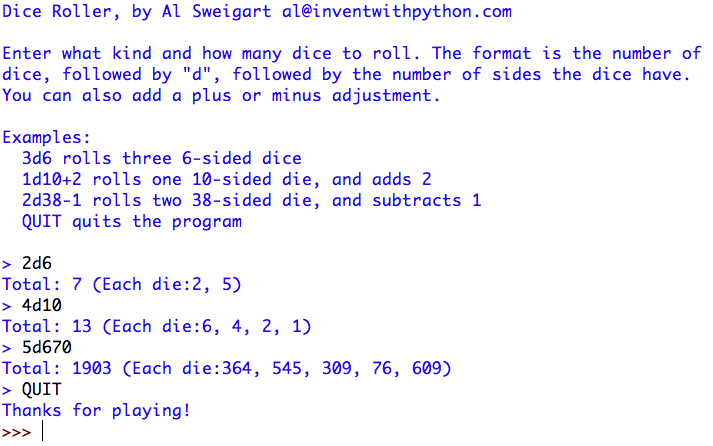 Dice Roller, by Al Sweigart al@inventwithpython.com
Enter what kind and how many dice to roll. The format is the number of
dice, followed by "d", followed by the number of sides the dice have.
You can also add a plus or minus adjustment.
Examples:
  3d6 rolls three 6-sided dice
  1d10+2 rolls one 10-sided die, and adds 2
  2d38-1 rolls two 38-sided die, and subtracts 1
  QUIT quits the program
> 2d6
Total: 7 (Each die:2, 5)
> 4d10
Total: 13 (Each die:6, 4, 2, 1)
> 5d670
Total: 1903 (Each die:364, 545, 309, 76, 609)
> QUIT
Thanks for playing!
>>>